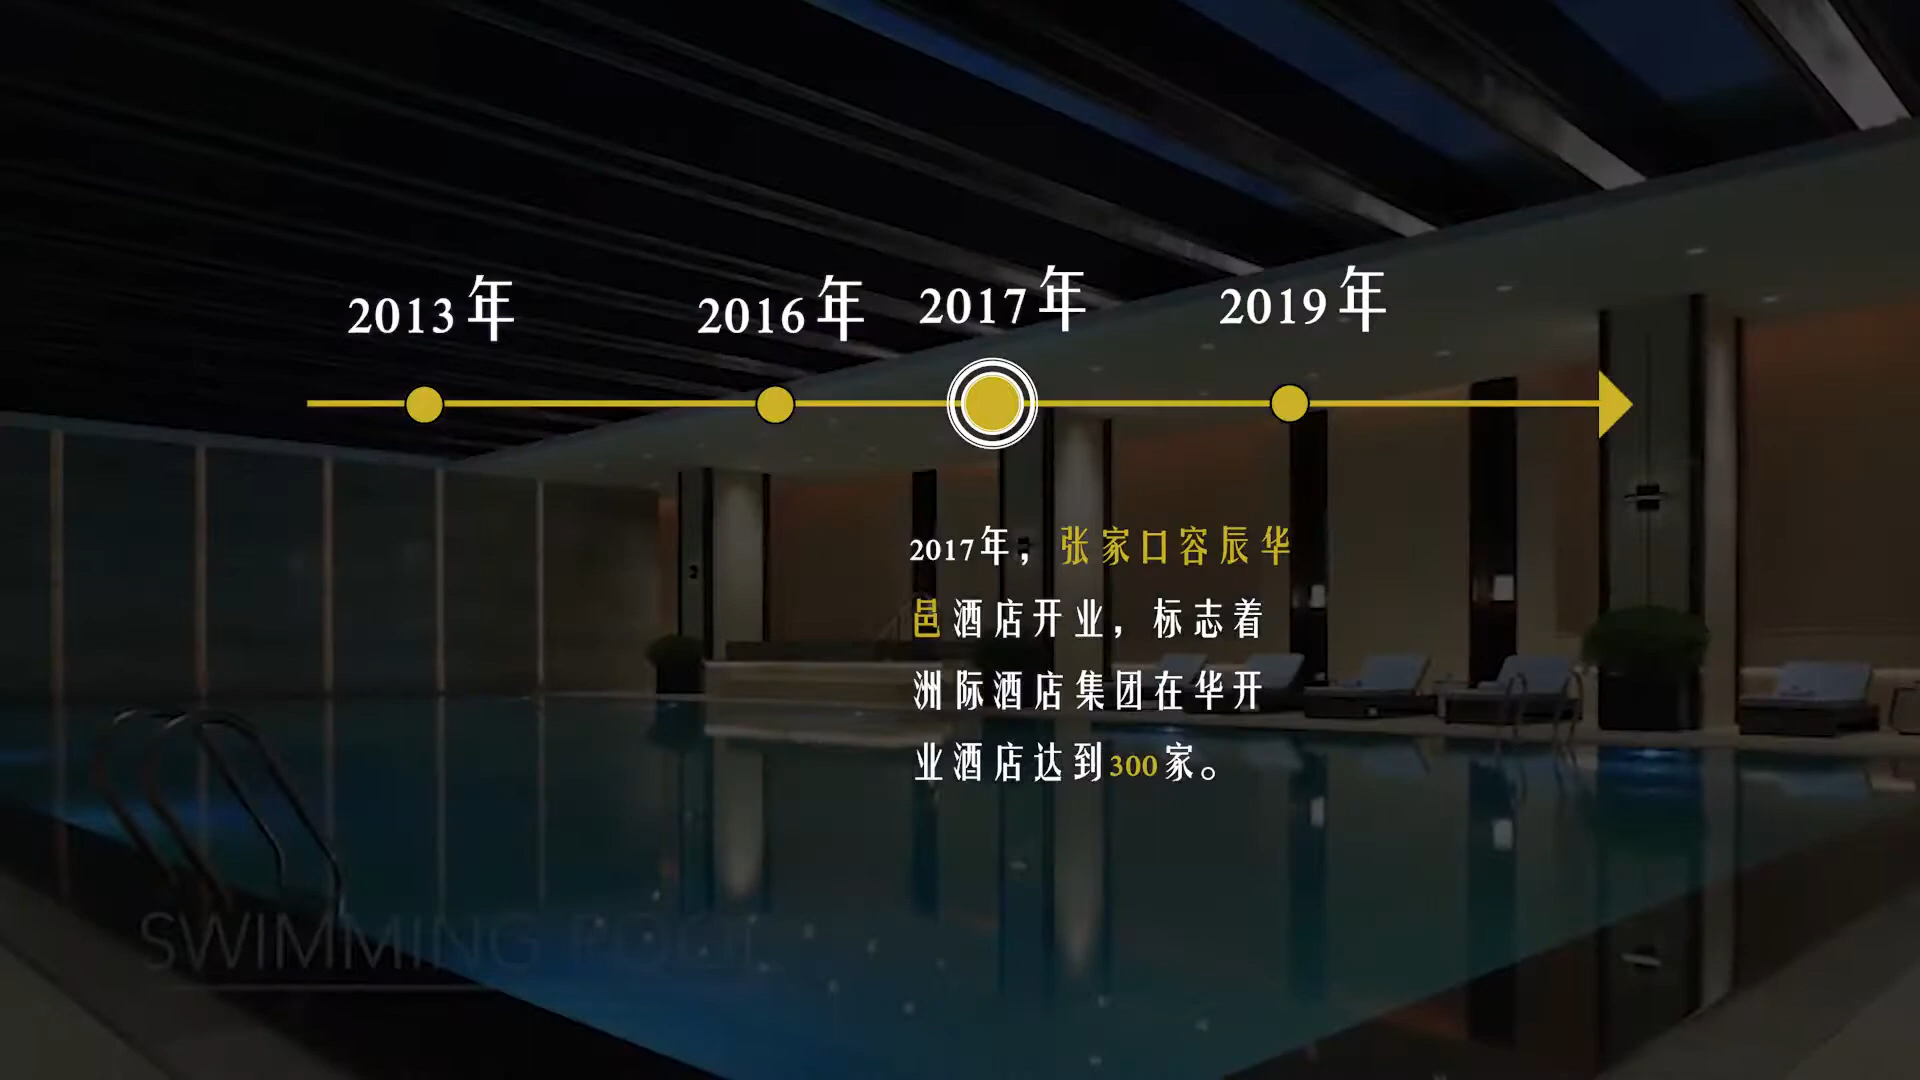 2013年
2016年
2017年
2019年
2017年，张家口容辰华
邑酒店开业，标志着
洲际酒店集团在华开
业酒店达到300家。
SWIMMING POOL